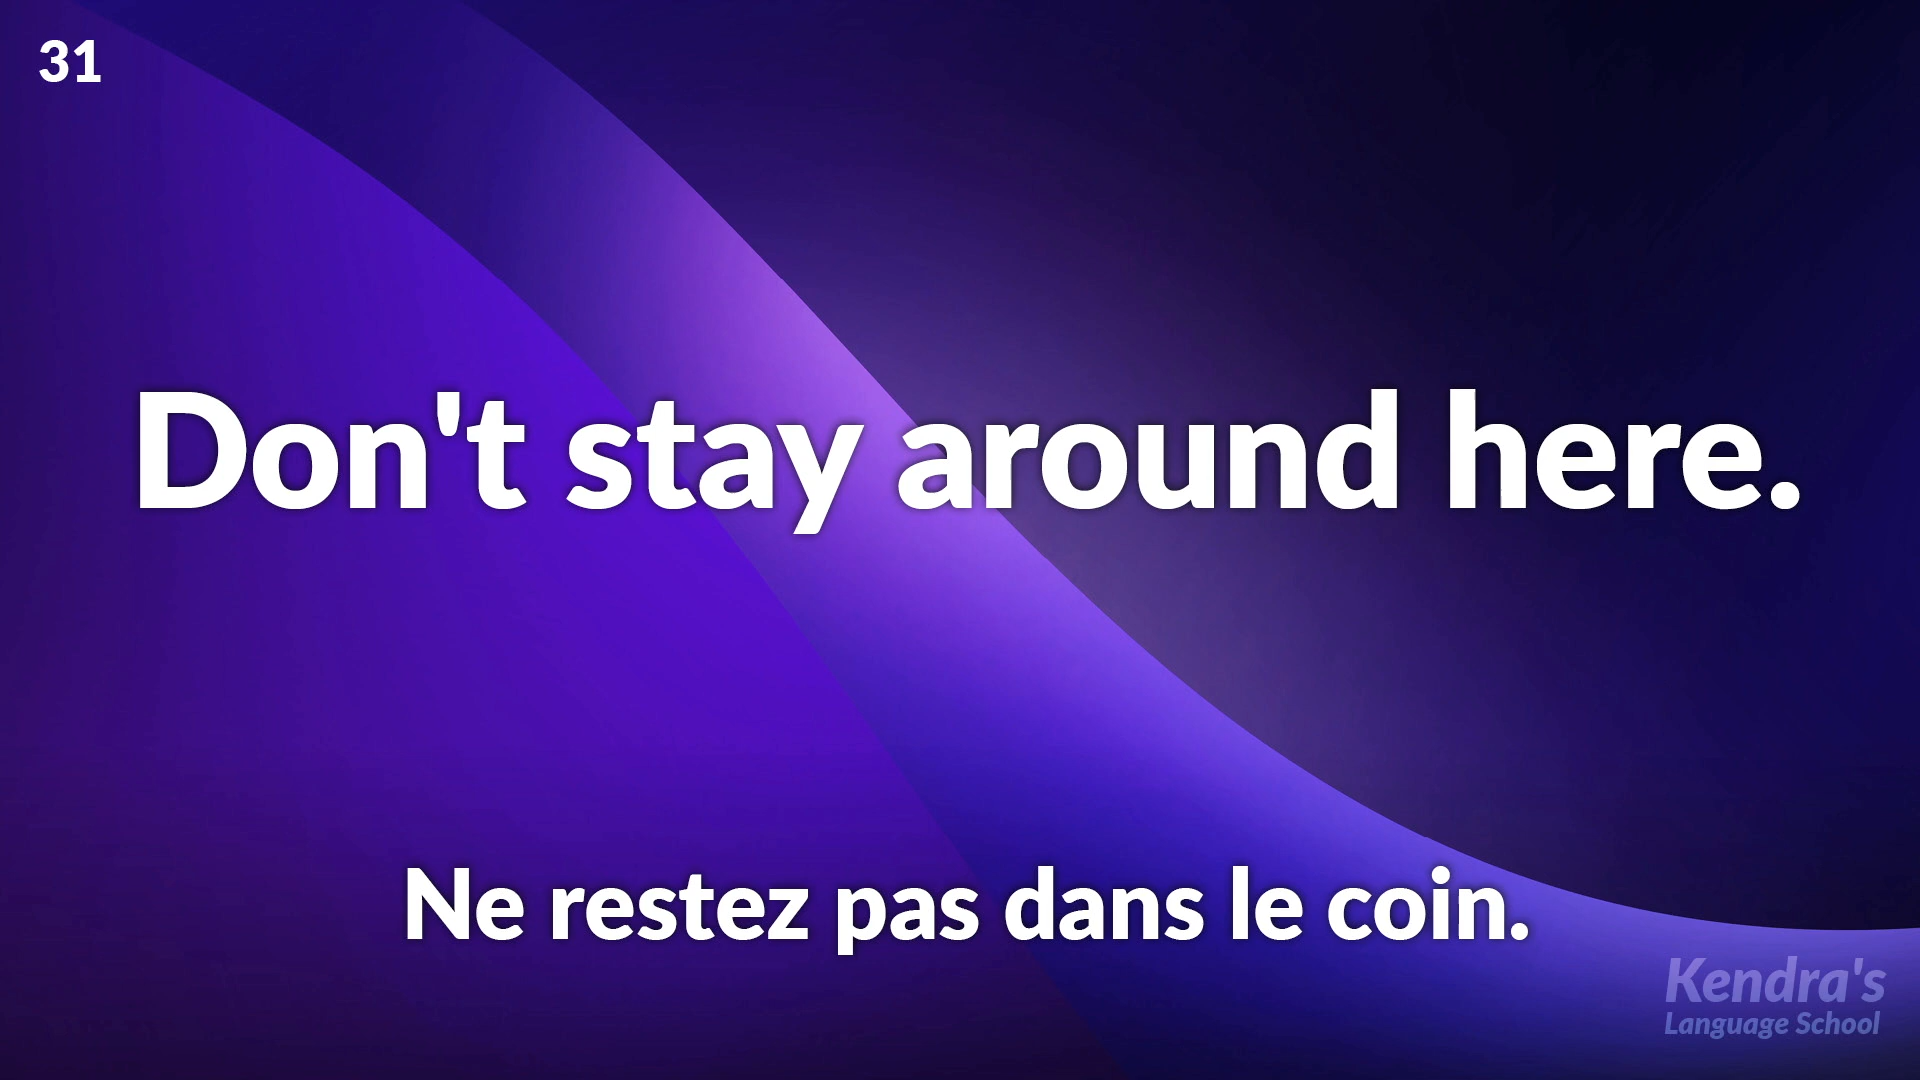 31
Don't stay around here.
Ne restez pas dans le coin.
Kendra's
Language School